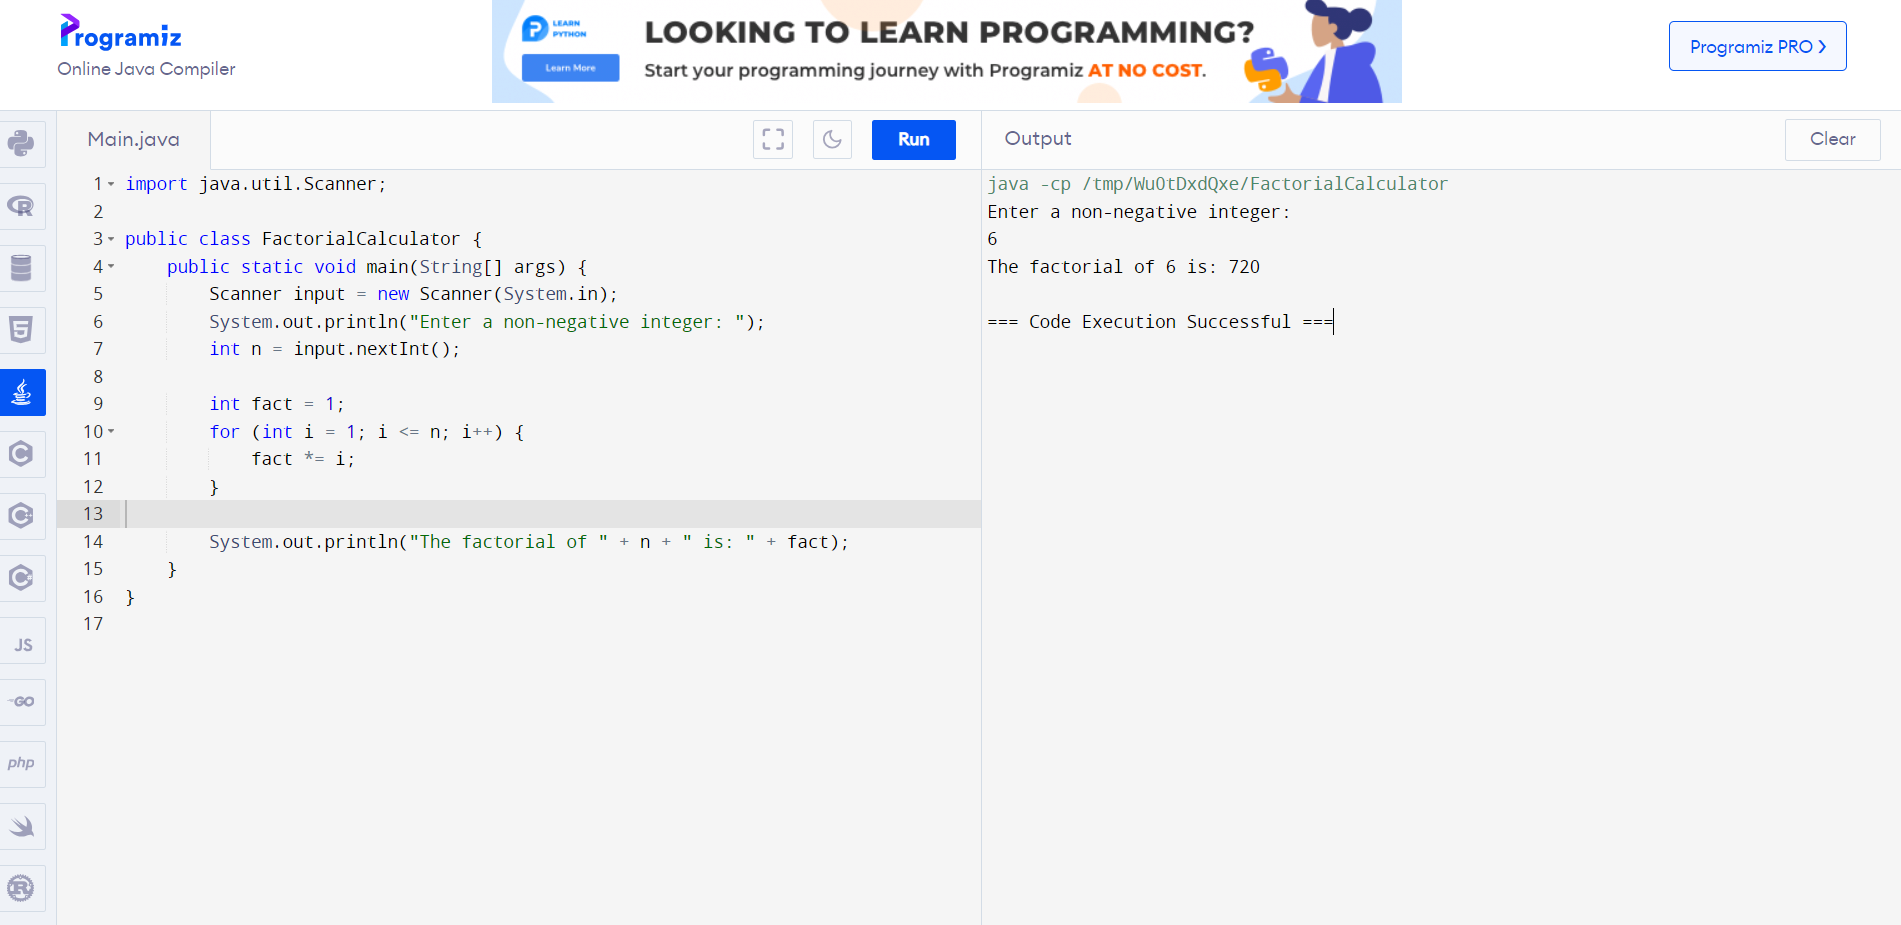 Programiz
Online Java Compiler
LEARN
PYTHON
Learn More
LOOKING TO LEARN PROGRAMMING?
Start your programming journey with Programiz AT NO COST.
Programiz PRO
Main.java
Run
Output
Clear
1 import java.util.Scanner;
2
3 public class FactorialCalculator {
4     public static void main(String[] args) {
5         Scanner input = new Scanner(System.in);
6         System.out.println("Enter a non-negative integer: ");
7         int n = input.nextInt();
8
9         int fact = 1;
10         for (int i = 1; i <= n; i++) {
11             fact *= i;
12         }
13
14         System.out.println("The factorial of " + n + " is: " + fact);
15     }
16 }
17
java -cp /tmp/WuOtDxdQxe/FactorialCalculator
Enter a non-negative integer:
6
The factorial of 6 is: 720
=== Code Execution Successful ===
JS
GO
php